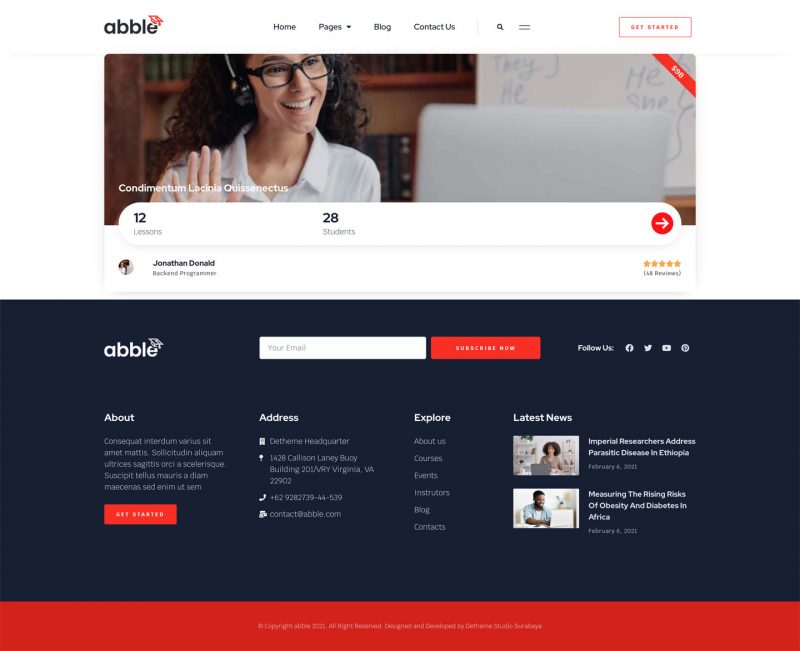 abble
Home Pages Blog Contact Us
GET STARTED
$98
They
He He
She
Condimentum Lacinia Quissenectus
12
Lessons
28
Students
Jonathan Donald
Backend Programmer
(48 Reviews)
abble
Your Email
SUBSCRIBE NOW
Follow Us:
About
Consequat interdum varius sit
amet mattis. Sollicitudin aliquam
ultrices sagittis orci a scelerisque.
Suscipit tellus mauris a diam
maecenas sed enim ut sem
GET STARTED
Address
Detheme Headquarter
1428 Callison Laney Buoy
Building 201/VRY Virginia, VA
22902
+62 9282739-44-539
contact@abble.com
Explore
About us
Courses
Events
Instrutors
Blog
Contacts
Latest News
Imperial Researchers Address
Parasitic Disease In Ethiopia
February 6, 2021
Measuring The Rising Risks
Of Obesity And Diabetes In
Africa
February 6, 2021
© Copyright abble 2021. All Right Reserved. Designed and Developed by Detheme Studio Surabaya